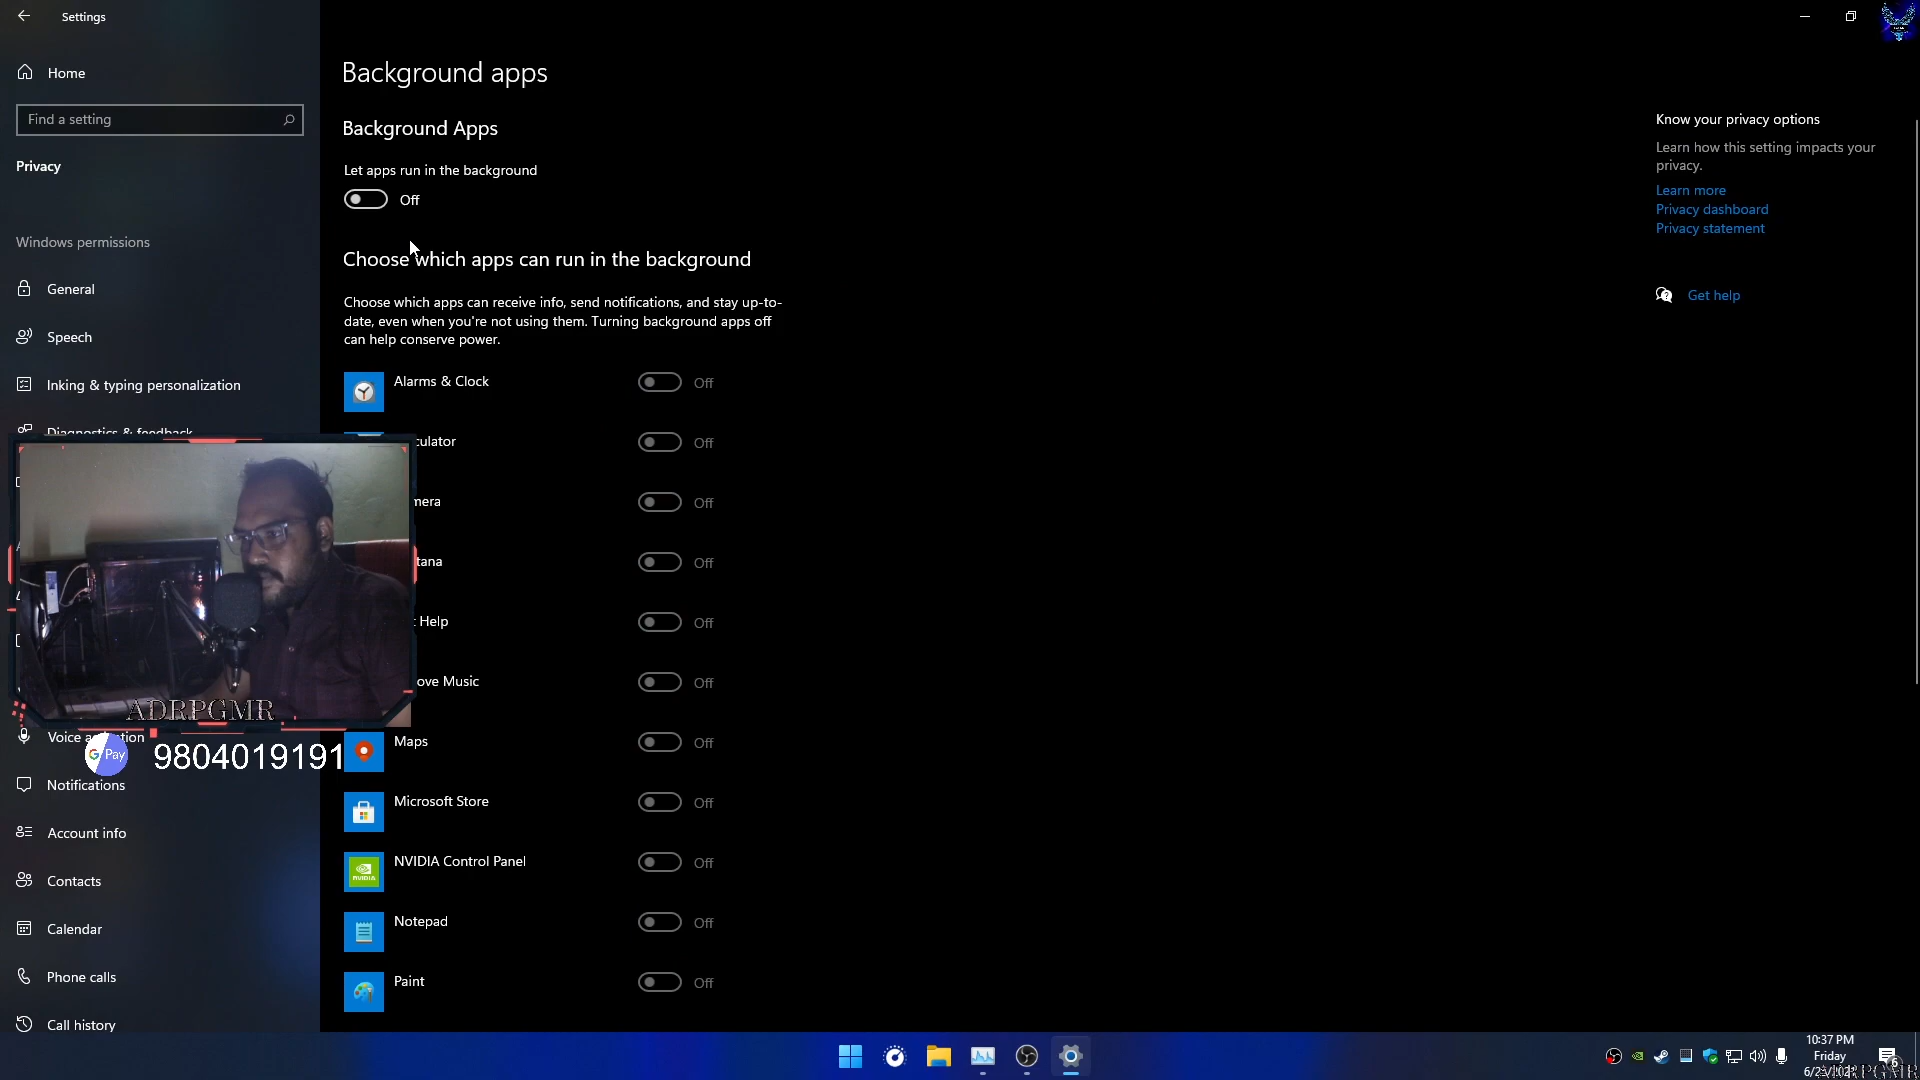 Settings
Home
Find a setting
Privacy
Windows permissions
General
Speech
Inking & typing personalization
Diagnostics & feedback
ADRPGMR
Voice
G Pay
9804019191
Notifications
Account info
Contacts
Calendar
Phone calls
Call history
Background apps
Background Apps
Let apps run in the background
Off
Choose which apps can run in the background
Choose which apps can receive info, send notifications, and stay up-to-
date, even when you're not using them. Turning background apps off
can help conserve power.
Alarms & Clock Off
culator Off
mera Off
tana Off
Help Off
ove Music Off
Maps Off
Microsoft Store Off
NVIDIA Control Panel Off
Notepad Off
Paint Off
Know your privacy options
Learn how this setting impacts your
privacy.
Learn more
Privacy dashboard
Privacy statement
Get help
10:37 PM
Friday
ADRPGMR